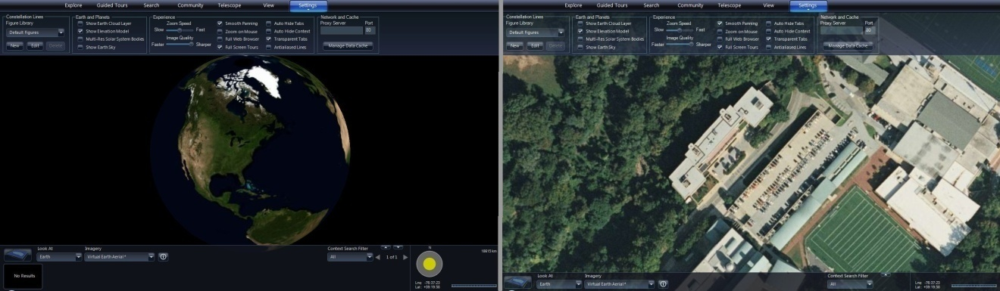 Explore Guided Tours Search Community Telescope View Settings
Constellation Lines Earth and Planets Experience Network and Cache
Figure Library Show Earth Cloud Layer Zoom Speed Smooth Panning Auto Hide Tabs Proxy Server Port
Default Figures Show Elevation Model Slow Fast Zoom on Mouse Auto Hide Context 80
Multi-Res Solar System Bodies Image Quality Full Web Browser Transparent Tabs
New Edit Delete Show Earth Sky Faster Sharper Full Screen Tours Antialiased Lines Manage Data Cache
Look At Imagery Context Search Filter N 18615 km
Earth Virtual Earth Aerial * All 1 of 1
No Results
Lng: -76:37:23
Lat: +39:19:58
Explore Guided Tours Search Community Telescope View Settings
Constellation Lines Earth and Planets Experience Network and Cache
Figure Library Show Earth Cloud Layer Zoom Speed Smooth Panning Auto Hide Tabs Proxy Server Port
Default Figures Show Elevation Model Slow Fast Zoom on Mouse Auto Hide Context 80
Multi-Res Solar System Bodies Image Quality Full Web Browser Transparent Tabs
New Edit Delete Show Earth Sky Faster Sharper Full Screen Tours Antialiased Lines Manage Data Cache
Look At Imagery Context Search Filter
Earth Virtual Earth Aerial * All
Lng: -76:37:23
Lat: +39:19:58